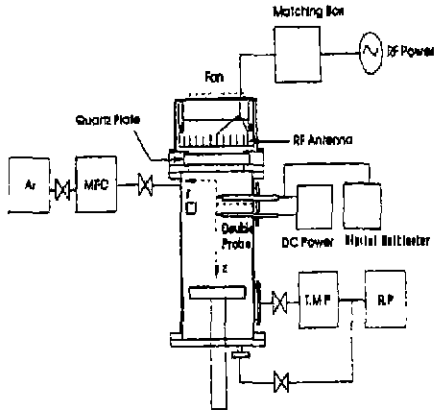 Matching Box
RF Power
Fan
Quartz Plate
RF Antenna
Ar
MFC
r
Double
Probe
DC Power
Digital Multimeter
z
T.M.P
R.P